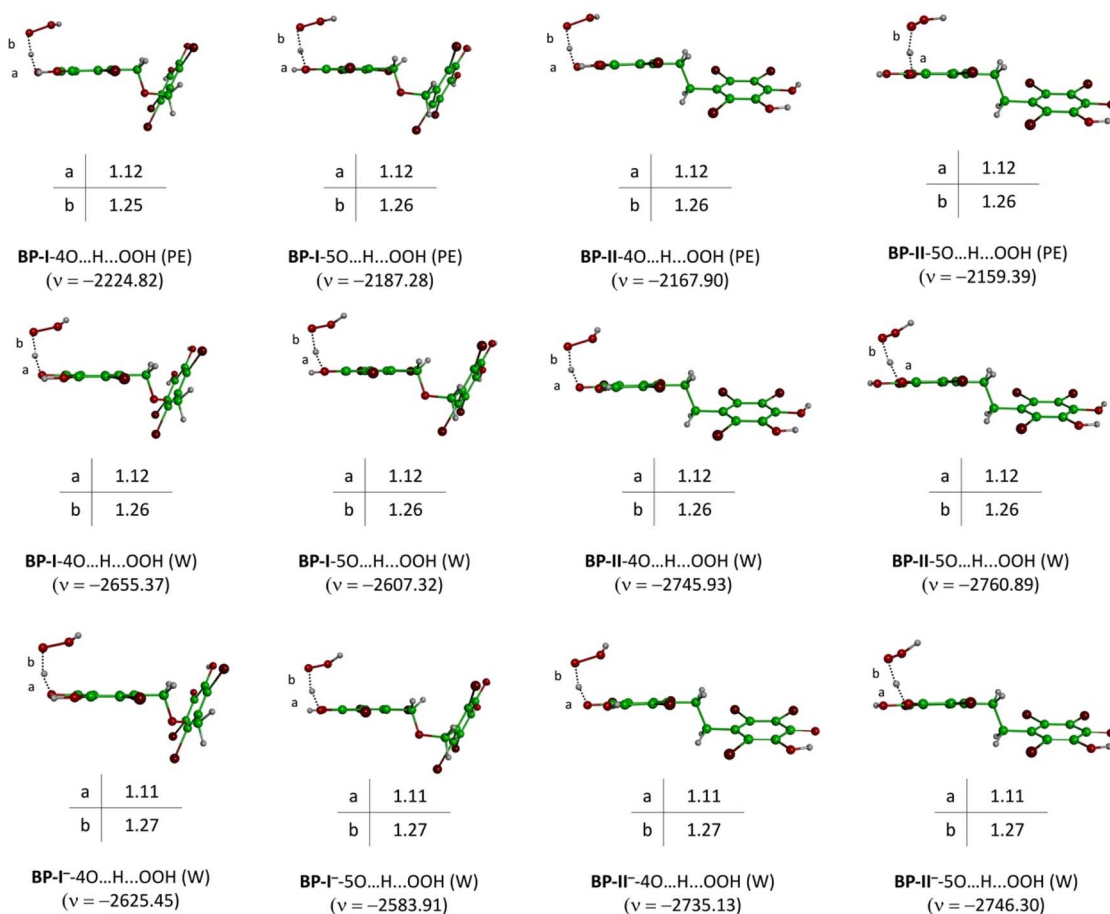 b
a
b
a
b
a
b
a
a 1.12
b 1.25
a 1.12
b 1.26
a 1.12
b 1.26
a 1.12
b 1.26
BP-I-4O...H...OOH (PE)
(ν = −2224.82)
BP-I-5O...H...OOH (PE)
(ν = −2187.28)
BP-II-4O...H...OOH (PE)
(ν = −2167.90)
BP-II-5O...H...OOH (PE)
(ν = −2159.39)
b
a
b
a
b
a
b
a
a 1.12
b 1.26
a 1.12
b 1.26
a 1.12
b 1.26
a 1.12
b 1.26
BP-I-4O...H...OOH (W)
(ν = −2655.37)
BP-I-5O...H...OOH (W)
(ν = −2607.32)
BP-II-4O...H...OOH (W)
(ν = −2745.93)
BP-II-5O...H...OOH (W)
(ν = −2760.89)
b
a
b
a
b
a
b
a
a 1.11
b 1.27
a 1.11
b 1.27
a 1.11
b 1.27
a 1.11
b 1.27
BP-I⁻-4O...H...OOH (W)
(ν = −2625.45)
BP-I⁻-5O...H...OOH (W)
(ν = −2583.91)
BP-II⁻-4O...H...OOH (W)
(ν = −2735.13)
BP-II⁻-5O...H...OOH (W)
(ν = −2746.30)